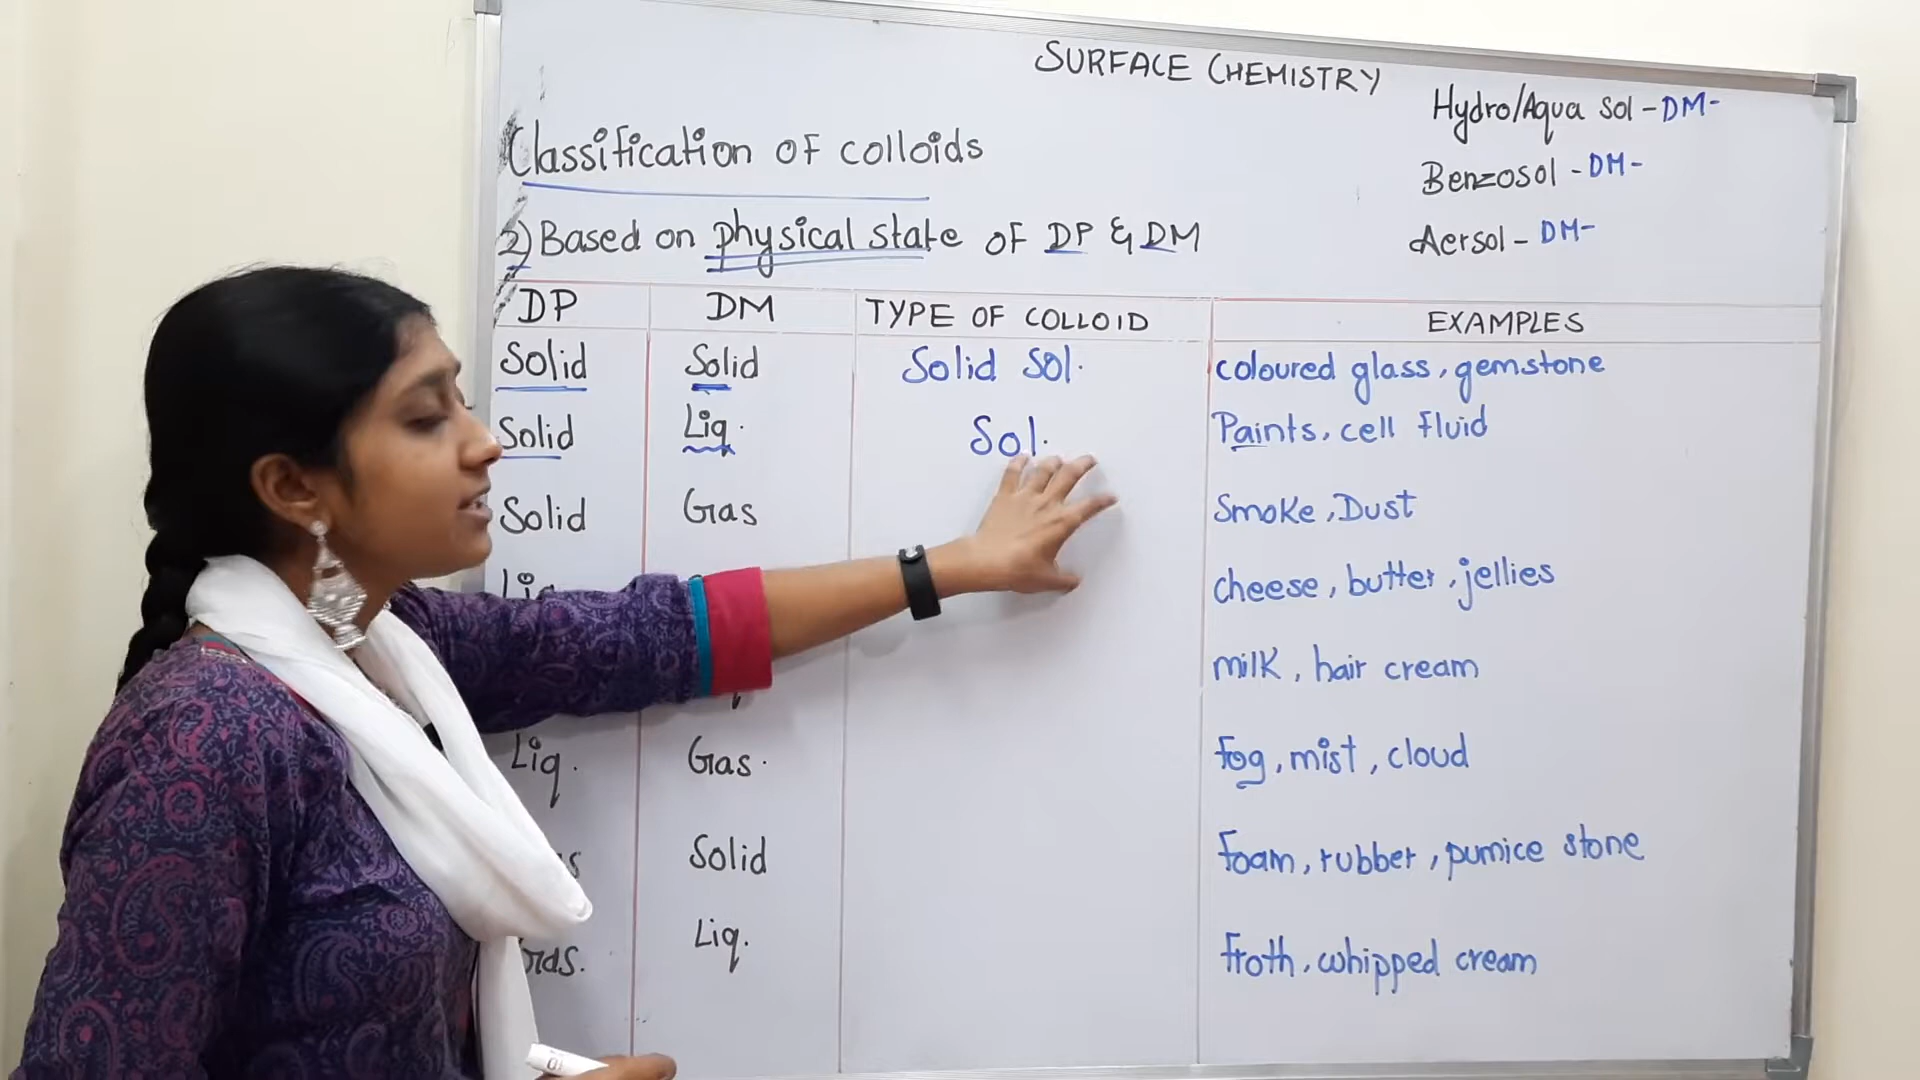 SURFACE CHEMISTRY
Hydro/Aqua sol - DM-
Classification of colloids
Benzosol - DM-
2) Based on physical state of DP & DM
Aersol - DM-
DP DM TYPE OF COLLOID EXAMPLES
Solid Solid Solid Sol. coloured glass, gemstone
Solid Liq. Sol. Paints, cell fluid
Solid Gas Smoke, Dust
Liq cheese, butter, jellies
milk, hair cream
Liq. Gas. Fog, mist, cloud
Solid Foam, rubber, pumice stone
Liq. Froth, whipped cream